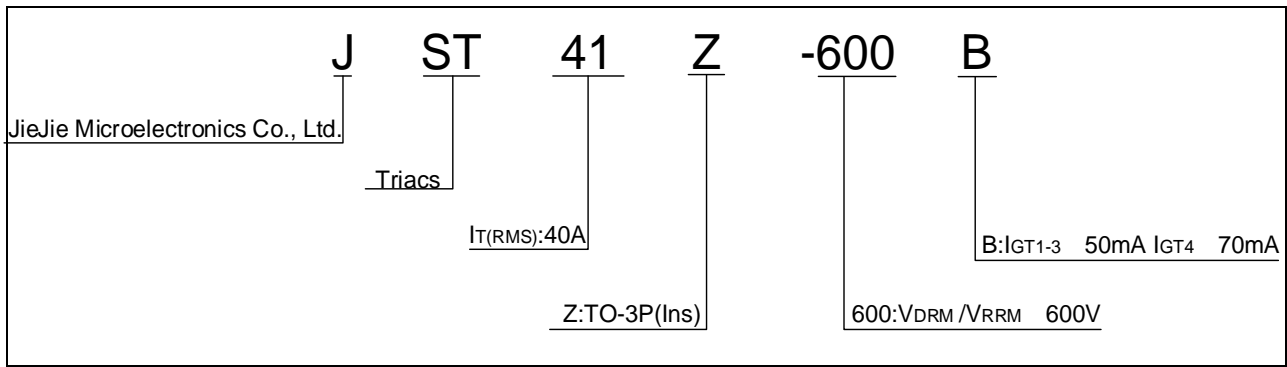 J ST 41 Z -600 B
JieJie Microelectronics Co., Ltd.
Triacs
IT(RMS):40A
B:IGT1-3 50mA IGT4 70mA
Z:TO-3P(Ins)
600:VDRM /VRRM 600V